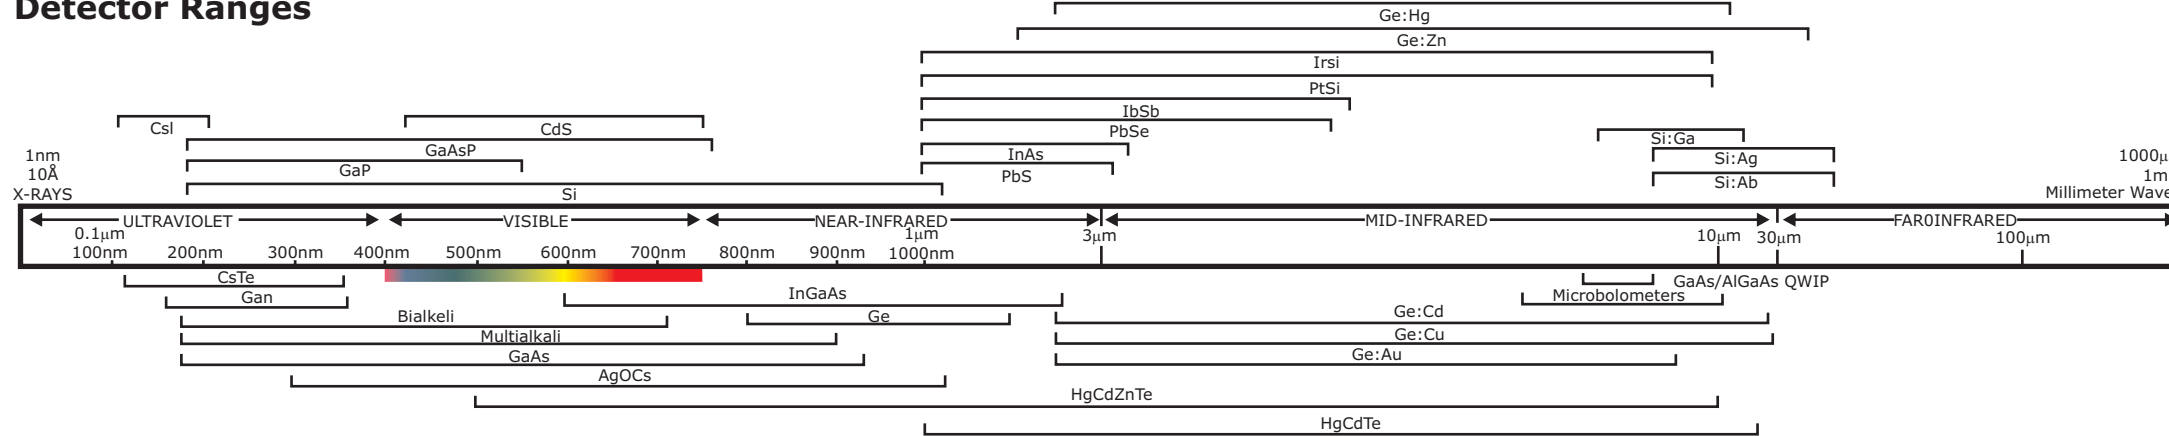 Detector Ranges
Ge:Hg
Ge:Zn
Irsi
PtSi
IbSb
PbSe
InAs
PbS
CsI
CdS
GaAsP
GaP
Si
Si:Ga
Si:Ag
Si:Ab
1nm
10Å
X-RAYS
1000μ
1m
Millimeter Wave
ULTRAVIOLET VISIBLE NEAR-INFRARED MID-INFRARED FAR0INFRARED
0.1μm 1μm 3μm 10μm 30μm 100μm
100nm 200nm 300nm 400nm 500nm 600nm 700nm 800nm 900nm 1000nm
CsTe
Gan
Bialkeli
Multialkali
GaAs
AgOCs
InGaAs
Ge
GaAs/AlGaAs QWIP
Microbolometers
Ge:Cd
Ge:Cu
Ge:Au
HgCdZnTe
HgCdTe